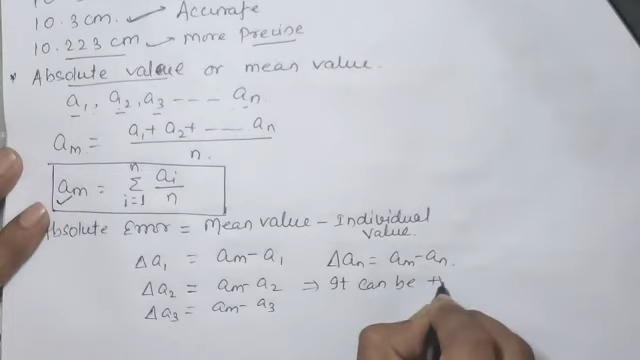 10.3cm. → Accurate
10.223 cm → more Precise
* Absolute value or mean value.
a₁, a₂, a₃ --- --- aₙ
aₘ = a₁+ a₂+ --- aₙ / n.
aₘ = n Σ i=1 aᵢ / n
Absolute Error = Mean value - Individual value.
Δa₁ = aₘ- a₁ Δaₙ = aₘ- aₙ.
Δa₂ = aₘ- a₂ ⇒ It can be
Δa₃ = aₘ- a₃